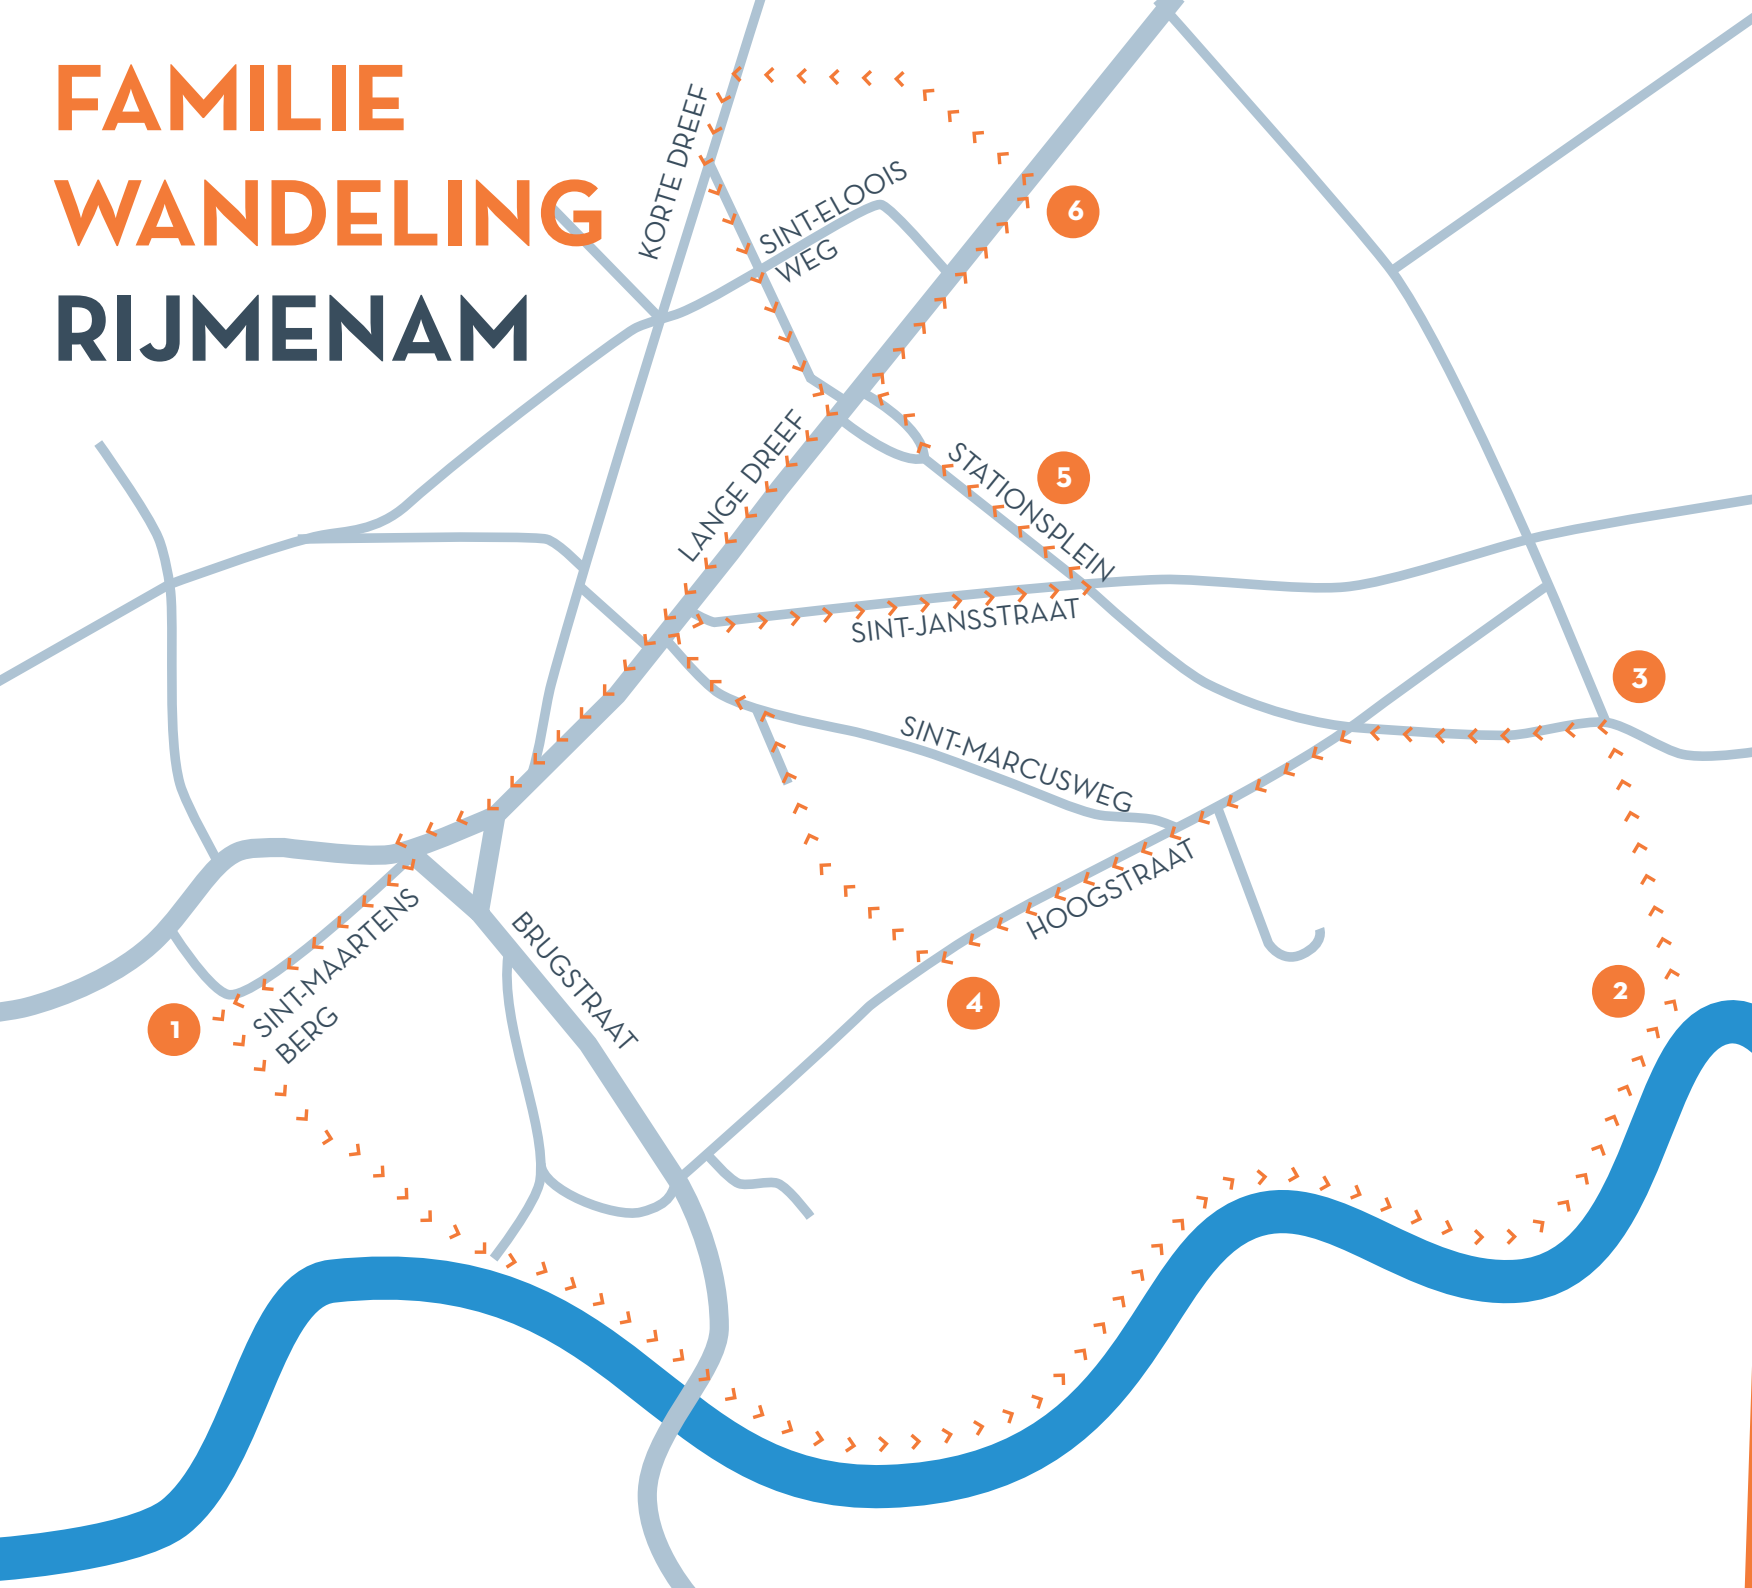 FAMILIE
WANDELING
RIJMENAM
KORTE DREEF
SINT-ELOOIS
WEG
6
LANGE DREEF
STATIONSPLEIN
5
SINT-JANSSTRAAT
3
SINT-MARCUSWEG
HOOGSTRAAT
SINT-MAARTENS
BERG
BRUGSTRAAT
1
4
2